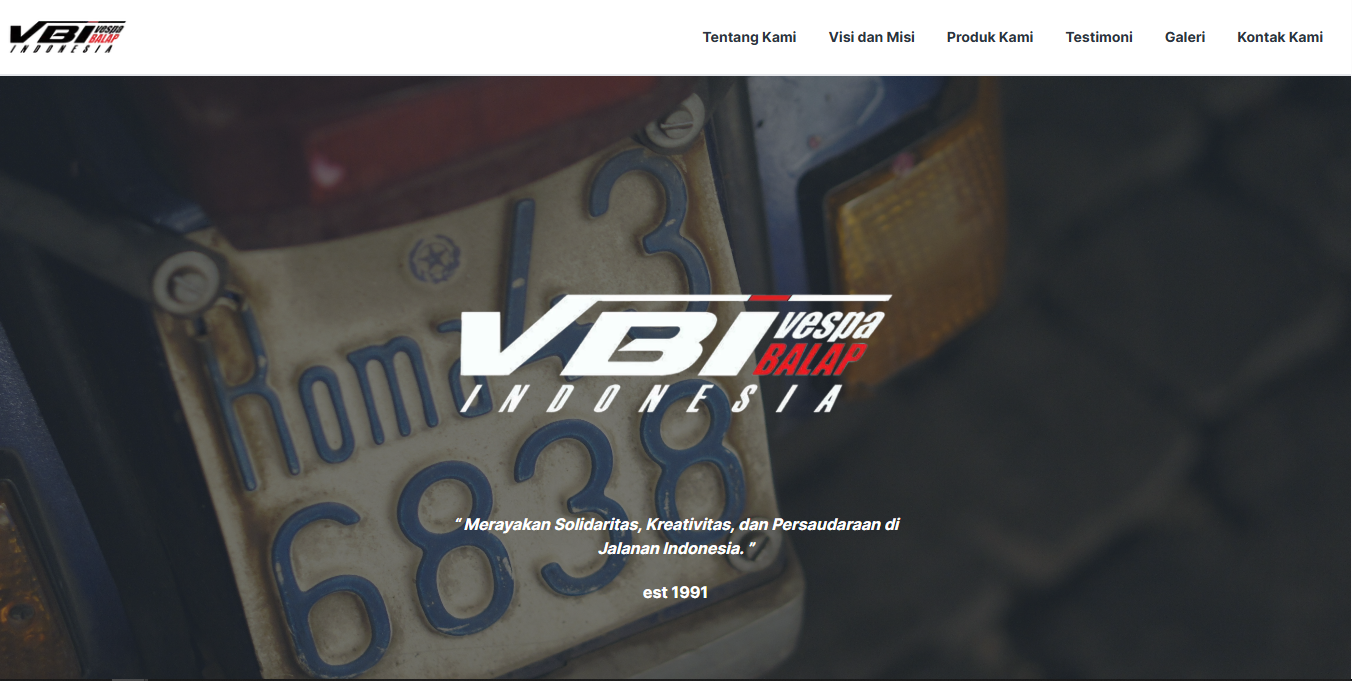 VBI vespa
BALAP
INDONESIA
Tentang Kami
Visi dan Misi
Produk Kami
Testimoni
Galeri
Kontak Kami
43
Roma
6838
VBI vespa
BALAP
INDONESIA
“ Merayakan Solidaritas, Kreativitas, dan Persaudaraan di
Jalanan Indonesia. ”
est 1991